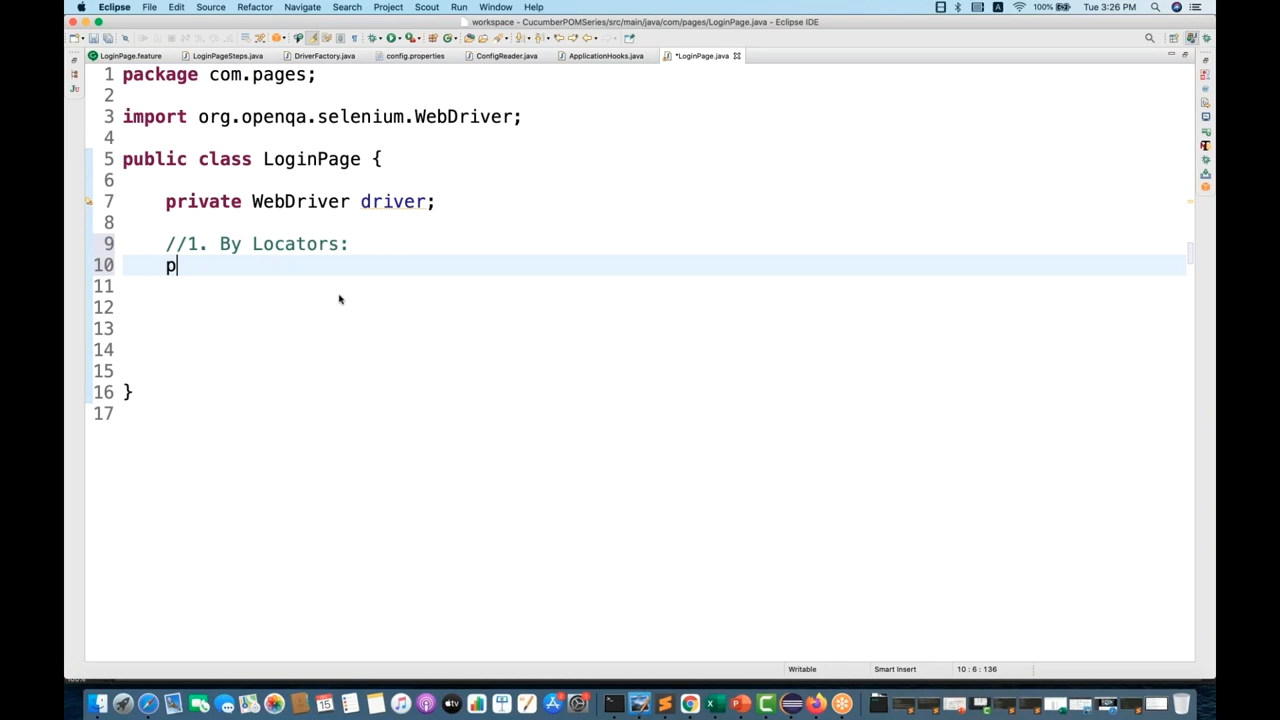 Eclipse File Edit Source Refactor Navigate Search Project Scout Run Window Help 100% Tue 3:26 PM
workspace - CucumberPOMSeries/src/main/java/com/pages/LoginPage.java - Eclipse IDE
LoginPage.feature LoginPageSteps.java DriverFactory.java config.properties ConfigReader.java ApplicationHooks.java *LoginPage.java
1 package com.pages;
2
3 import org.openqa.selenium.WebDriver;
4
5 public class LoginPage {
6
7 private WebDriver driver;
8
9 //1. By Locators:
10 p
11
12
13
14
15
16 }
17
Writable Smart Insert 10 : 6 : 136